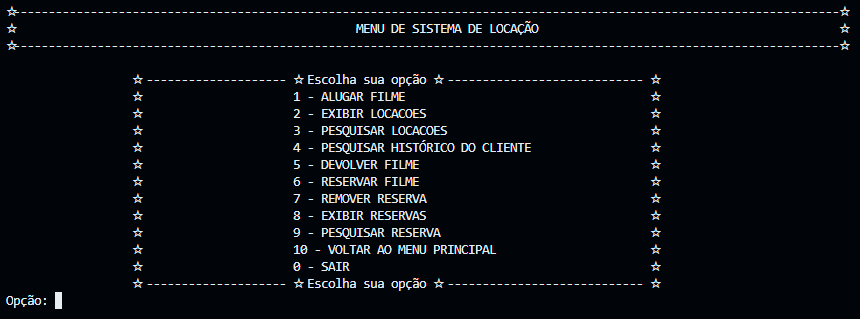 ☆---------------------------------------------------------------------------------------------------------------------☆
☆ MENU DE SISTEMA DE LOCAÇÃO ☆
☆---------------------------------------------------------------------------------------------------------------------☆
☆-------------------- ☆Escolha sua opção ☆---------------------------- ☆
☆ 1 - ALUGAR FILME ☆
☆ 2 - EXIBIR LOCACOES ☆
☆ 3 - PESQUISAR LOCACOES ☆
☆ 4 - PESQUISAR HISTÓRICO DO CLIENTE ☆
☆ 5 - DEVOLVER FILME ☆
☆ 6 - RESERVAR FILME ☆
☆ 7 - REMOVER RESERVA ☆
☆ 8 - EXIBIR RESERVAS ☆
☆ 9 - PESQUISAR RESERVA ☆
☆ 10 - VOLTAR AO MENU PRINCIPAL ☆
☆ 0 - SAIR ☆
☆-------------------- ☆Escolha sua opção ☆---------------------------- ☆
Opção: